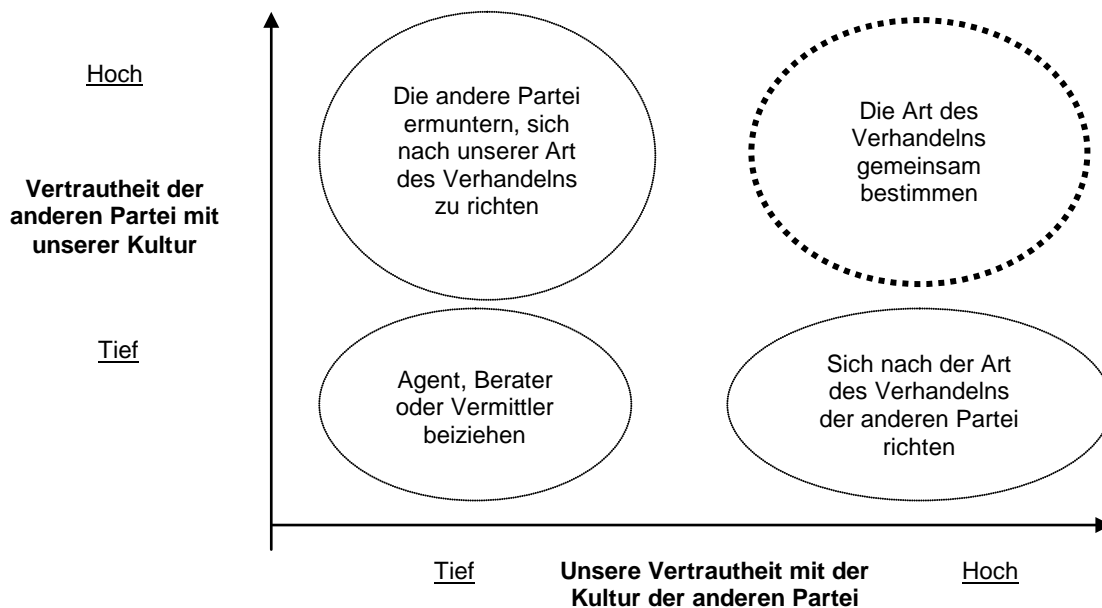 Hoch
Die andere Partei
ermuntern, sich
nach unserer Art
des Verhandelns
zu richten
Die Art des
Verhandelns
gemeinsam
bestimmen
Vertrautheit der
anderen Partei mit
unserer Kultur
Tief
Agent, Berater
oder Vermittler
beiziehen
Sich nach der Art
des Verhandelns
der anderen Partei
richten
Tief
Unsere Vertrautheit mit der
Kultur der anderen Partei
Hoch